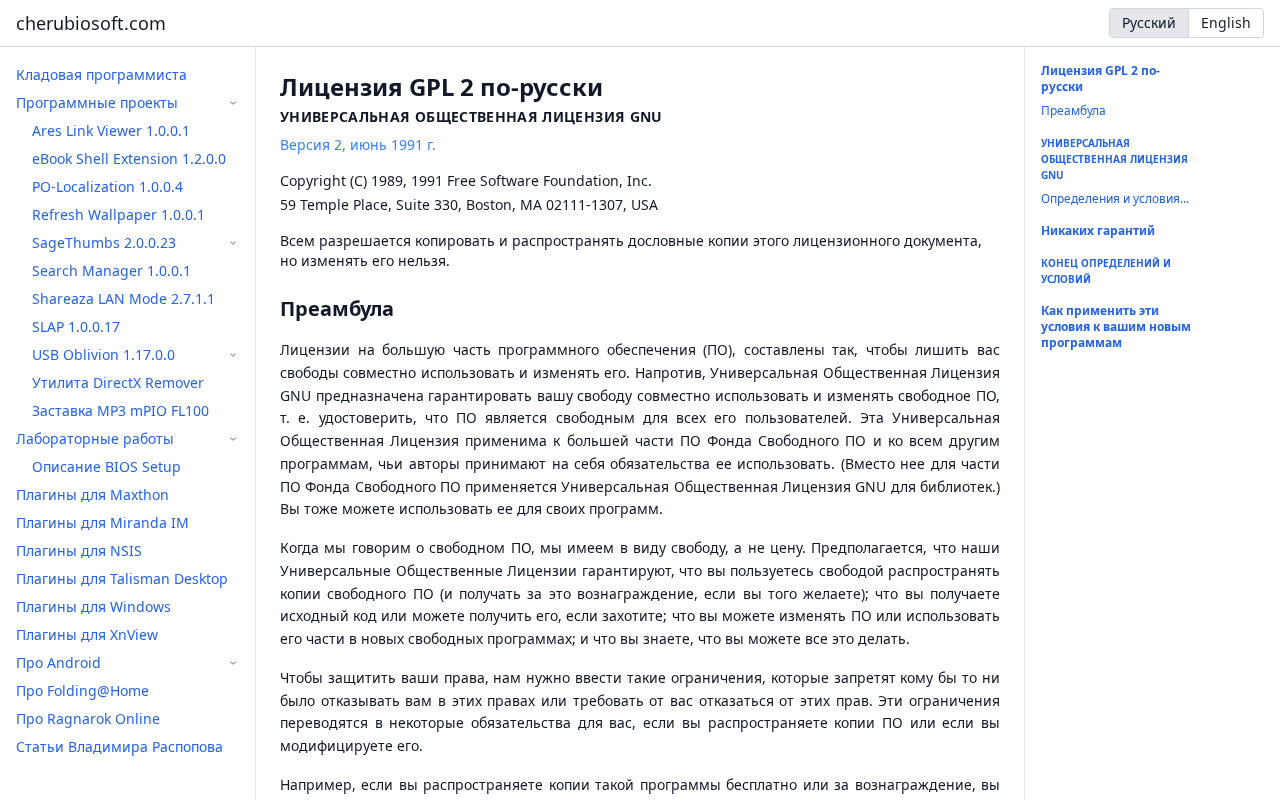 cherubiosoft.com
Русский
English
Кладовая программиста
Программные проекты
Ares Link Viewer 1.0.0.1
eBook Shell Extension 1.2.0.0
PO-Localization 1.0.0.4
Refresh Wallpaper 1.0.0.1
SageThumbs 2.0.0.23
Search Manager 1.0.0.1
Shareaza LAN Mode 2.7.1.1
SLAP 1.0.0.17
USB Oblivion 1.17.0.0
Утилита DirectX Remover
Заставка MP3 mPIO FL100
Лабораторные работы
Описание BIOS Setup
Плагины для Maxthon
Плагины для Miranda IM
Плагины для NSIS
Плагины для Talisman Desktop
Плагины для Windows
Плагины для XnView
Про Android
Про Folding@Home
Про Ragnarok Online
Статьи Владимира Распопова
Лицензия GPL 2 по-русски
УНИВЕРСАЛЬНАЯ ОБЩЕСТВЕННАЯ ЛИЦЕНЗИЯ GNU
Версия 2, июнь 1991 г.
Copyright (C) 1989, 1991 Free Software Foundation, Inc.
59 Temple Place, Suite 330, Boston, MA 02111-1307, USA
Всем разрешается копировать и распространять дословные копии этого лицензионного документа,
но изменять его нельзя.
Преамбула
Лицензии на большую часть программного обеспечения (ПО), составлены так, чтобы лишить вас
свободы совместно использовать и изменять его. Напротив, Универсальная Общественная Лицензия
GNU предназначена гарантировать вашу свободу совместно использовать и изменять свободное ПО,
т. е. удостоверить, что ПО является свободным для всех его пользователей. Эта Универсальная
Общественная Лицензия применима к большей части ПО Фонда Свободного ПО и ко всем другим
программам, чьи авторы принимают на себя обязательства ее использовать. (Вместо нее для части
ПО Фонда Свободного ПО применяется Универсальная Общественная Лицензия GNU для библиотек.)
Вы тоже можете использовать ее для своих программ.
Когда мы говорим о свободном ПО, мы имеем в виду свободу, а не цену. Предполагается, что наши
Универсальные Общественные Лицензии гарантируют, что вы пользуетесь свободой распространять
копии свободного ПО (и получать за это вознаграждение, если вы того желаете); что вы получаете
исходный код или можете получить его, если захотите; что вы можете изменять ПО или использовать
его части в новых свободных программах; и что вы знаете, что вы можете все это делать.
Чтобы защитить ваши права, нам нужно ввести такие ограничения, которые запретят кому бы то ни
было отказывать вам в этих правах или требовать от вас отказаться от этих прав. Эти ограничения
переводятся в некоторые обязательства для вас, если вы распространяете копии ПО или если вы
модифицируете его.
Например, если вы распространяете копии такой программы бесплатно или за вознаграждение, вы
Лицензия GPL 2 по-
русски
Преамбула
УНИВЕРСАЛЬНАЯ
ОБЩЕСТВЕННАЯ ЛИЦЕНЗИЯ
GNU
Определения и условия...
Никаких гарантий
КОНЕЦ ОПРЕДЕЛЕНИЙ И
УСЛОВИЙ
Как применить эти
условия к вашим новым
программам